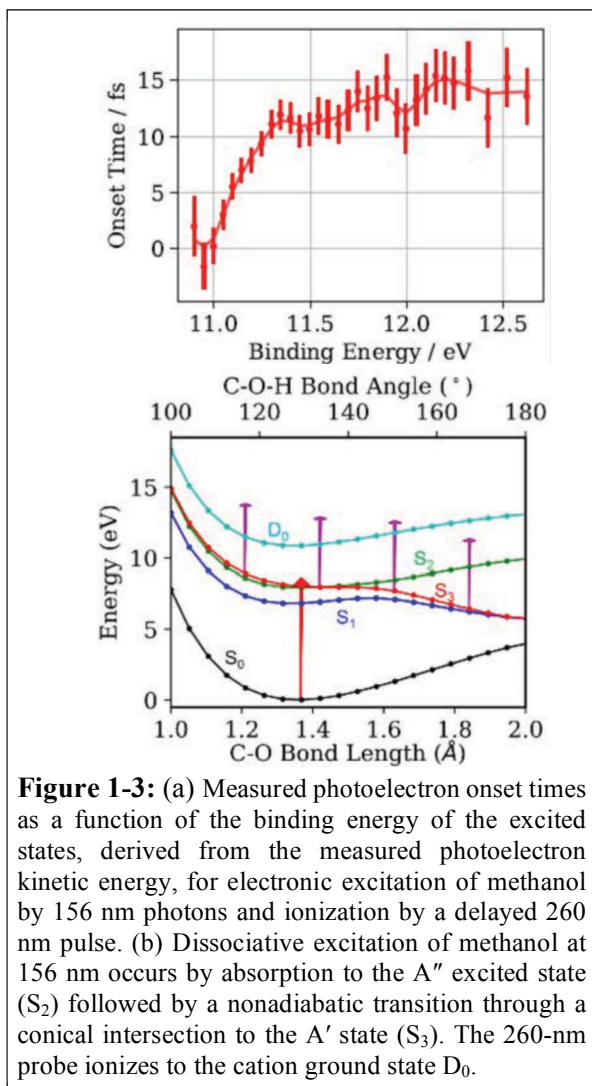 15
10
5
0
Onset Time / fs
11.0 11.5 12.0 12.5
Binding Energy / eV
C-O-H Bond Angle (°)
100 120 140 160 180
15
10
5
0
Energy (eV)
D₀
S₂
S₃
S₁
S₀
1.0 1.2 1.4 1.6 1.8 2.0
C-O Bond Length (Å)
Figure 1-3: (a) Measured photoelectron onset times
as a function of the binding energy of the excited
states, derived from the measured photoelectron
kinetic energy, for electronic excitation of methanol
by 156 nm photons and ionization by a delayed 260
nm pulse. (b) Dissociative excitation of methanol at
156 nm occurs by absorption to the A″ excited state
(S₂) followed by a nonadiabatic transition through a
conical intersection to the A′ state (S₃). The 260-nm
probe ionizes to the cation ground state D₀.